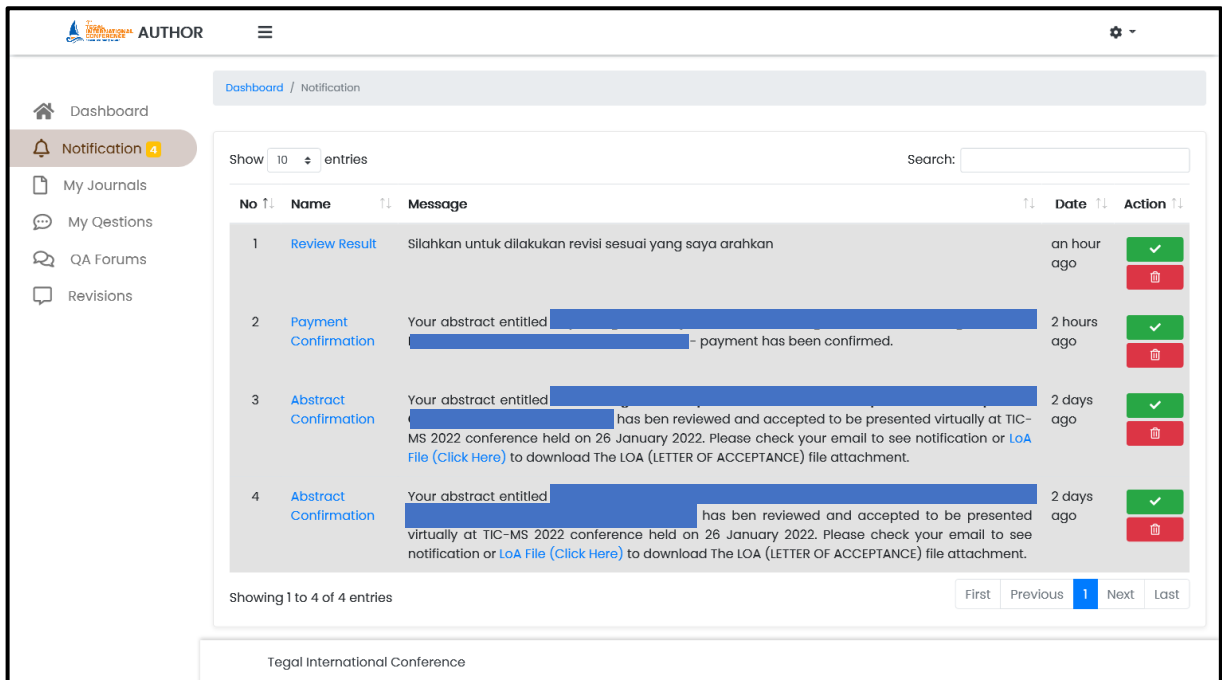 TEGAL
INTERNATIONAL
CONFERENCE
AUTHOR
Dashboard / Notification
Dashboard
Notification 4
My Journals
My Qestions
QA Forums
Revisions
Show 10 entries
Search:
No Name Message Date Action
1 Review Result Silahkan untuk dilakukan revisi sesuai yang saya arahkan an hour
ago
2 Payment Your abstract entitled 2 hours
Confirmation - payment has been confirmed. ago
3 Abstract Your abstract entitled 2 days
Confirmation has ben reviewed and accepted to be presented virtually at TIC- ago
MS 2022 conference held on 26 January 2022. Please check your email to see notification or LoA
File (Click Here) to download The LOA (LETTER OF ACCEPTANCE) file attachment.
4 Abstract Your abstract entitled 2 days
Confirmation has ben reviewed and accepted to be presented ago
virtually at TIC-MS 2022 conference held on 26 January 2022. Please check your email to see
notification or LoA File (Click Here) to download The LOA (LETTER OF ACCEPTANCE) file attachment.
Showing 1 to 4 of 4 entries
First Previous 1 Next Last
Tegal International Conference